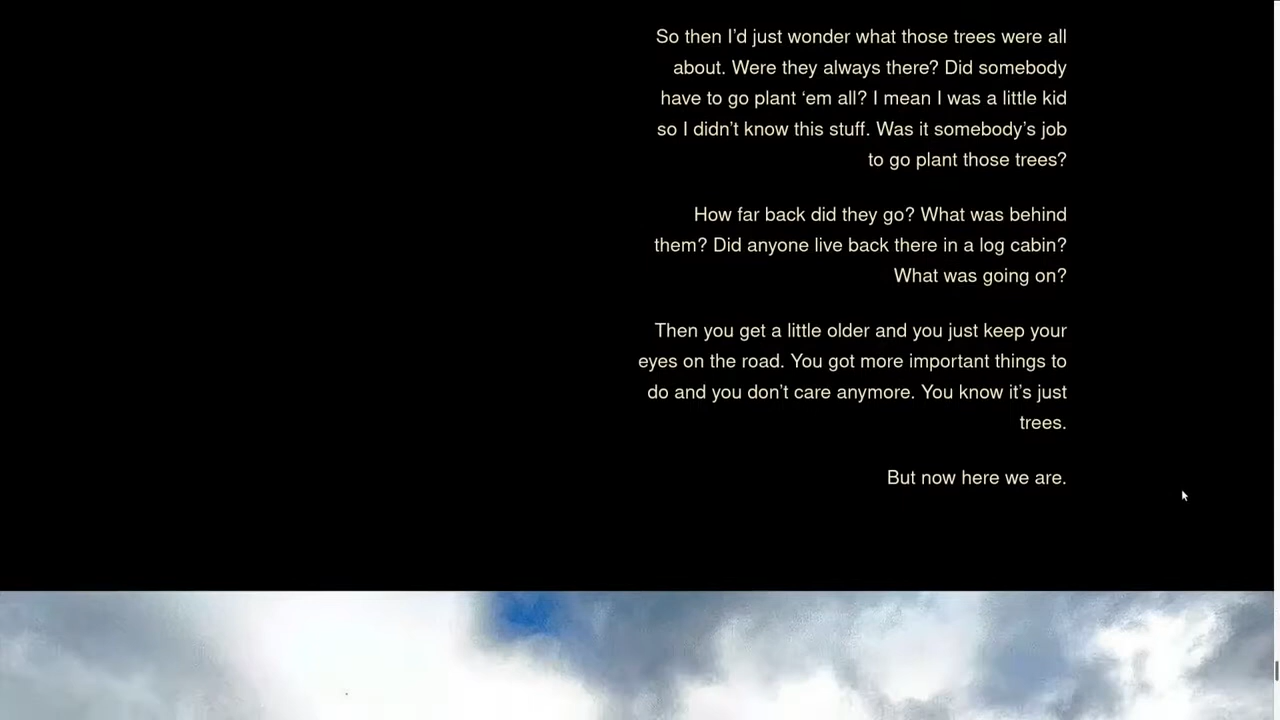 So then I’d just wonder what those trees were all
about. Were they always there? Did somebody
have to go plant ‘em all? I mean I was a little kid
so I didn’t know this stuff. Was it somebody’s job
to go plant those trees?
How far back did they go? What was behind
them? Did anyone live back there in a log cabin?
What was going on?
Then you get a little older and you just keep your
eyes on the road. You got more important things to
do and you don’t care anymore. You know it’s just
trees.
But now here we are.